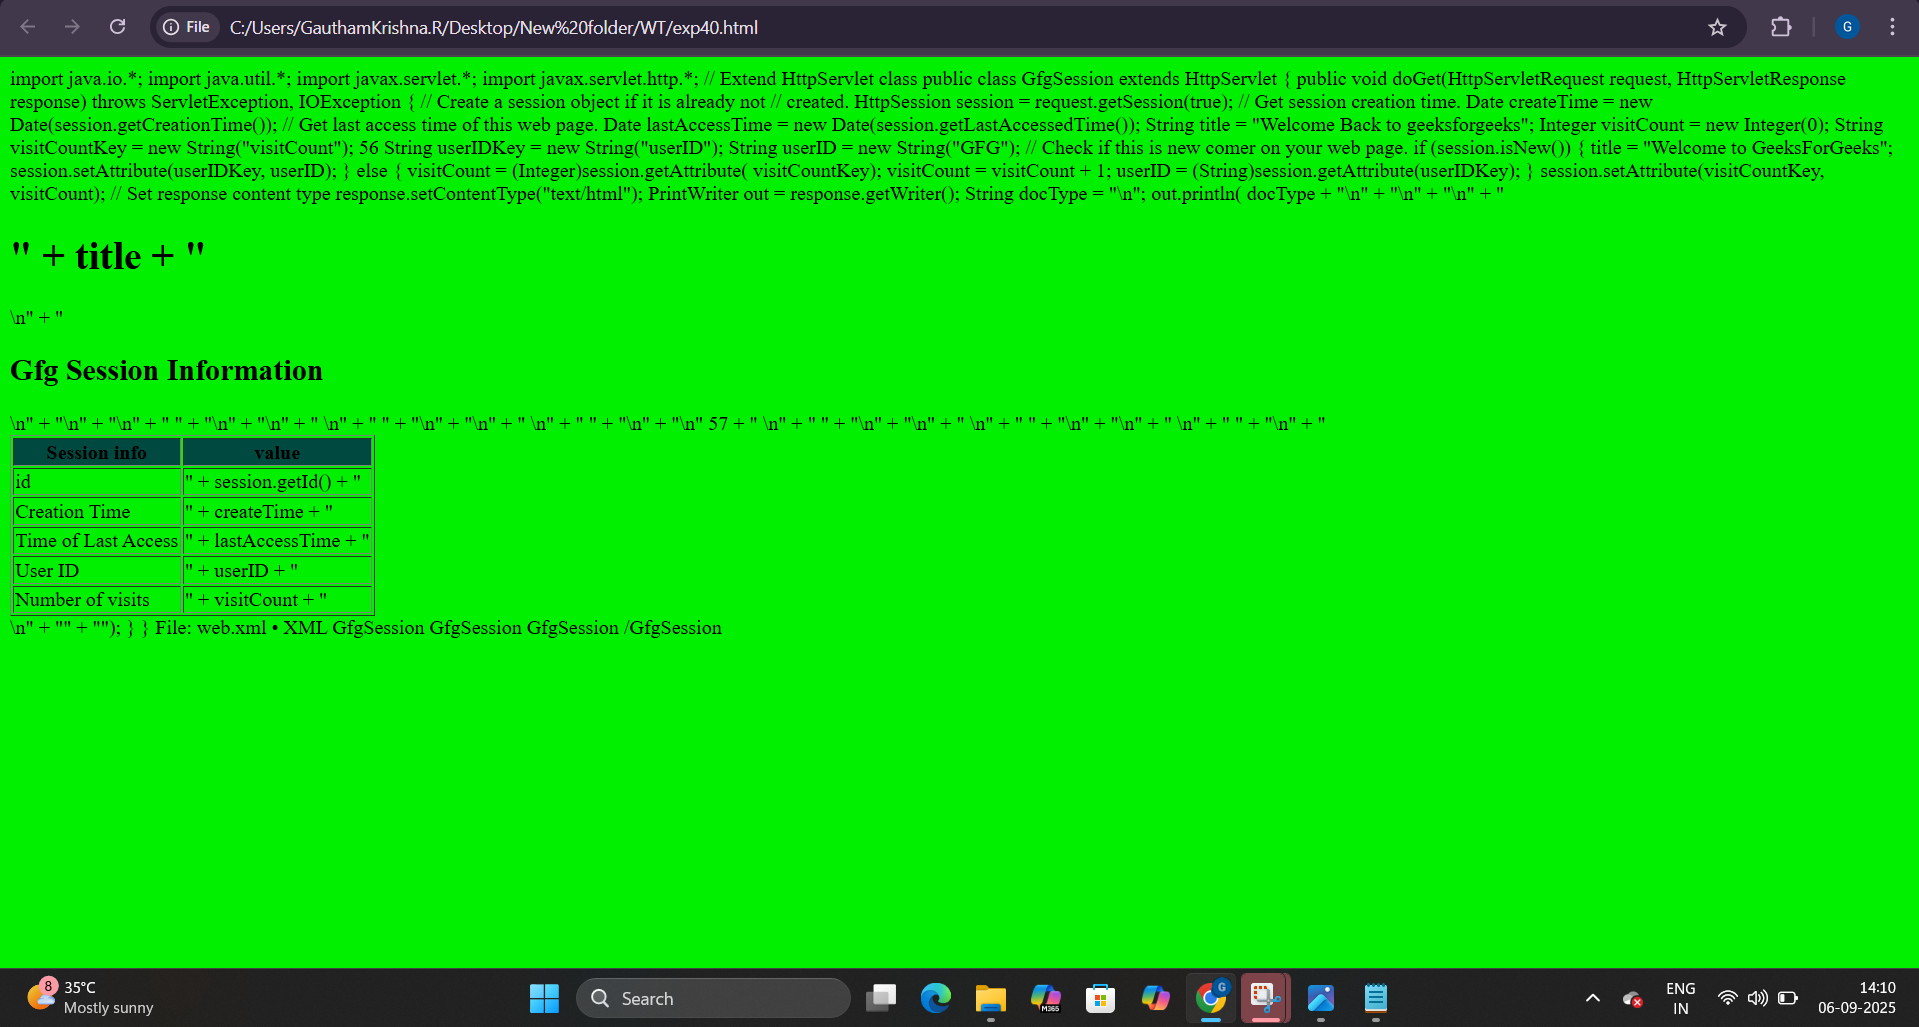 File C:/Users/GauthamKrishna.R/Desktop/New%20folder/WT/exp40.html G
import java.io.*; import java.util.*; import javax.servlet.*; import javax.servlet.http.*; // Extend HttpServlet class public class GfgSession extends HttpServlet { public void doGet(HttpServletRequest request, HttpServletResponse
response) throws ServletException, IOException { // Create a session object if it is already not // created. HttpSession session = request.getSession(true); // Get session creation time. Date createTime = new
Date(session.getCreationTime()); // Get last access time of this web page. Date lastAccessTime = new Date(session.getLastAccessedTime()); String title = "Welcome Back to geeksforgeeks"; Integer visitCount = new Integer(0); String
visitCountKey = new String("visitCount"); 56 String userIDKey = new String("userID"); String userID = new String("GFG"); // Check if this is new comer on your web page. if (session.isNew()) { title = "Welcome to GeeksForGeeks";
session.setAttribute(userIDKey, userID); } else { visitCount = (Integer)session.getAttribute( visitCountKey); visitCount = visitCount + 1; userID = (String)session.getAttribute(userIDKey); } session.setAttribute(visitCountKey,
visitCount); // Set response content type response.setContentType("text/html"); PrintWriter out = response.getWriter(); String docType = "\n"; out.println( docType + "\n" + "\n" + "\n" + "
" + title + "
\n" + "
Gfg Session Information
\n" + "\n" + "\n" + " " + "\n" + "\n" + " \n" + " " + "\n" + "\n" + " \n" + " " + "\n" + "\n" 57 + " \n" + " " + "\n" + "\n" + " \n" + " " + "\n" + "\n" + " \n" + " " + "\n" + "
Session info value
id " + session.getId() + "
Creation Time " + createTime + "
Time of Last Access " + lastAccessTime + "
User ID " + userID + "
Number of visits " + visitCount + "
\n" + "" + ""); } } File: web.xml • XML GfgSession GfgSession GfgSession /GfgSession
8 35°C
Mostly sunny
Search
M365
G
ENG
IN
14:10
06-09-2025